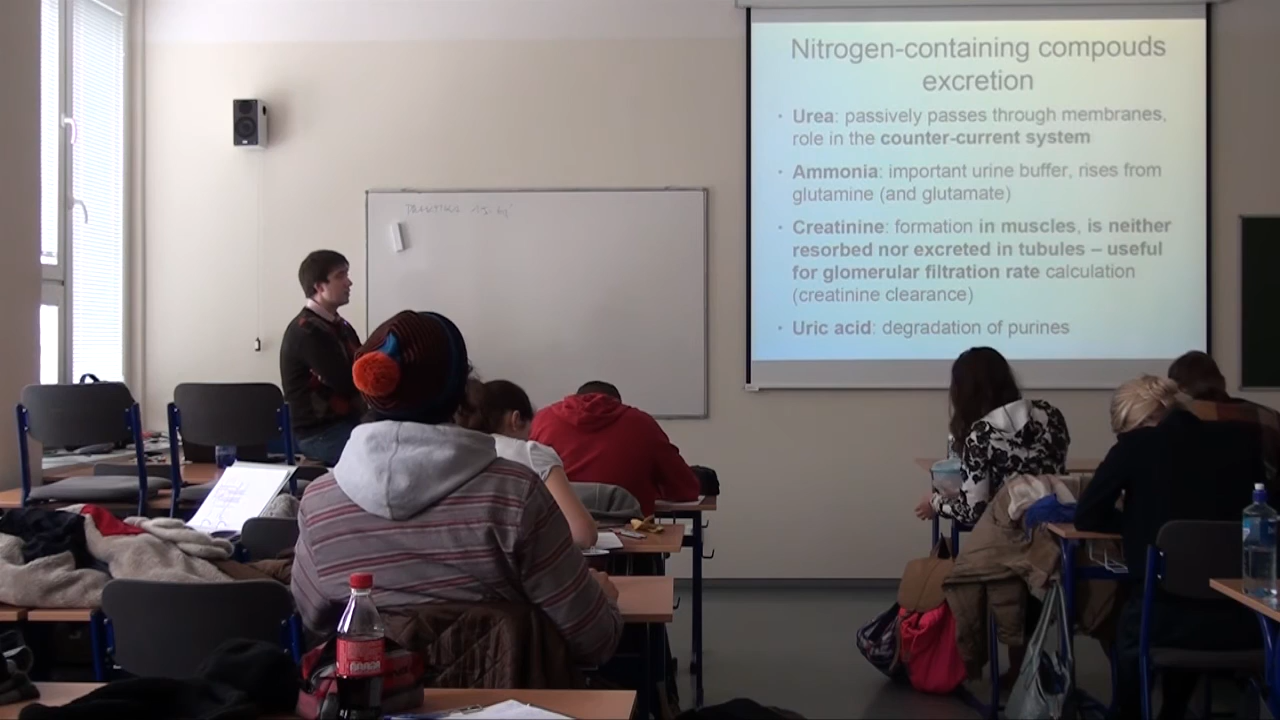 Nitrogen-containing compouds
excretion
• Urea: passively passes through membranes,
role in the counter-current system
• Ammonia: important urine buffer, rises from
glutamine (and glutamate)
• Creatinine: formation in muscles, is neither
resorbed nor excreted in tubules – useful
for glomerular filtration rate calculation
(creatinine clearance)
• Uric acid: degradation of purines